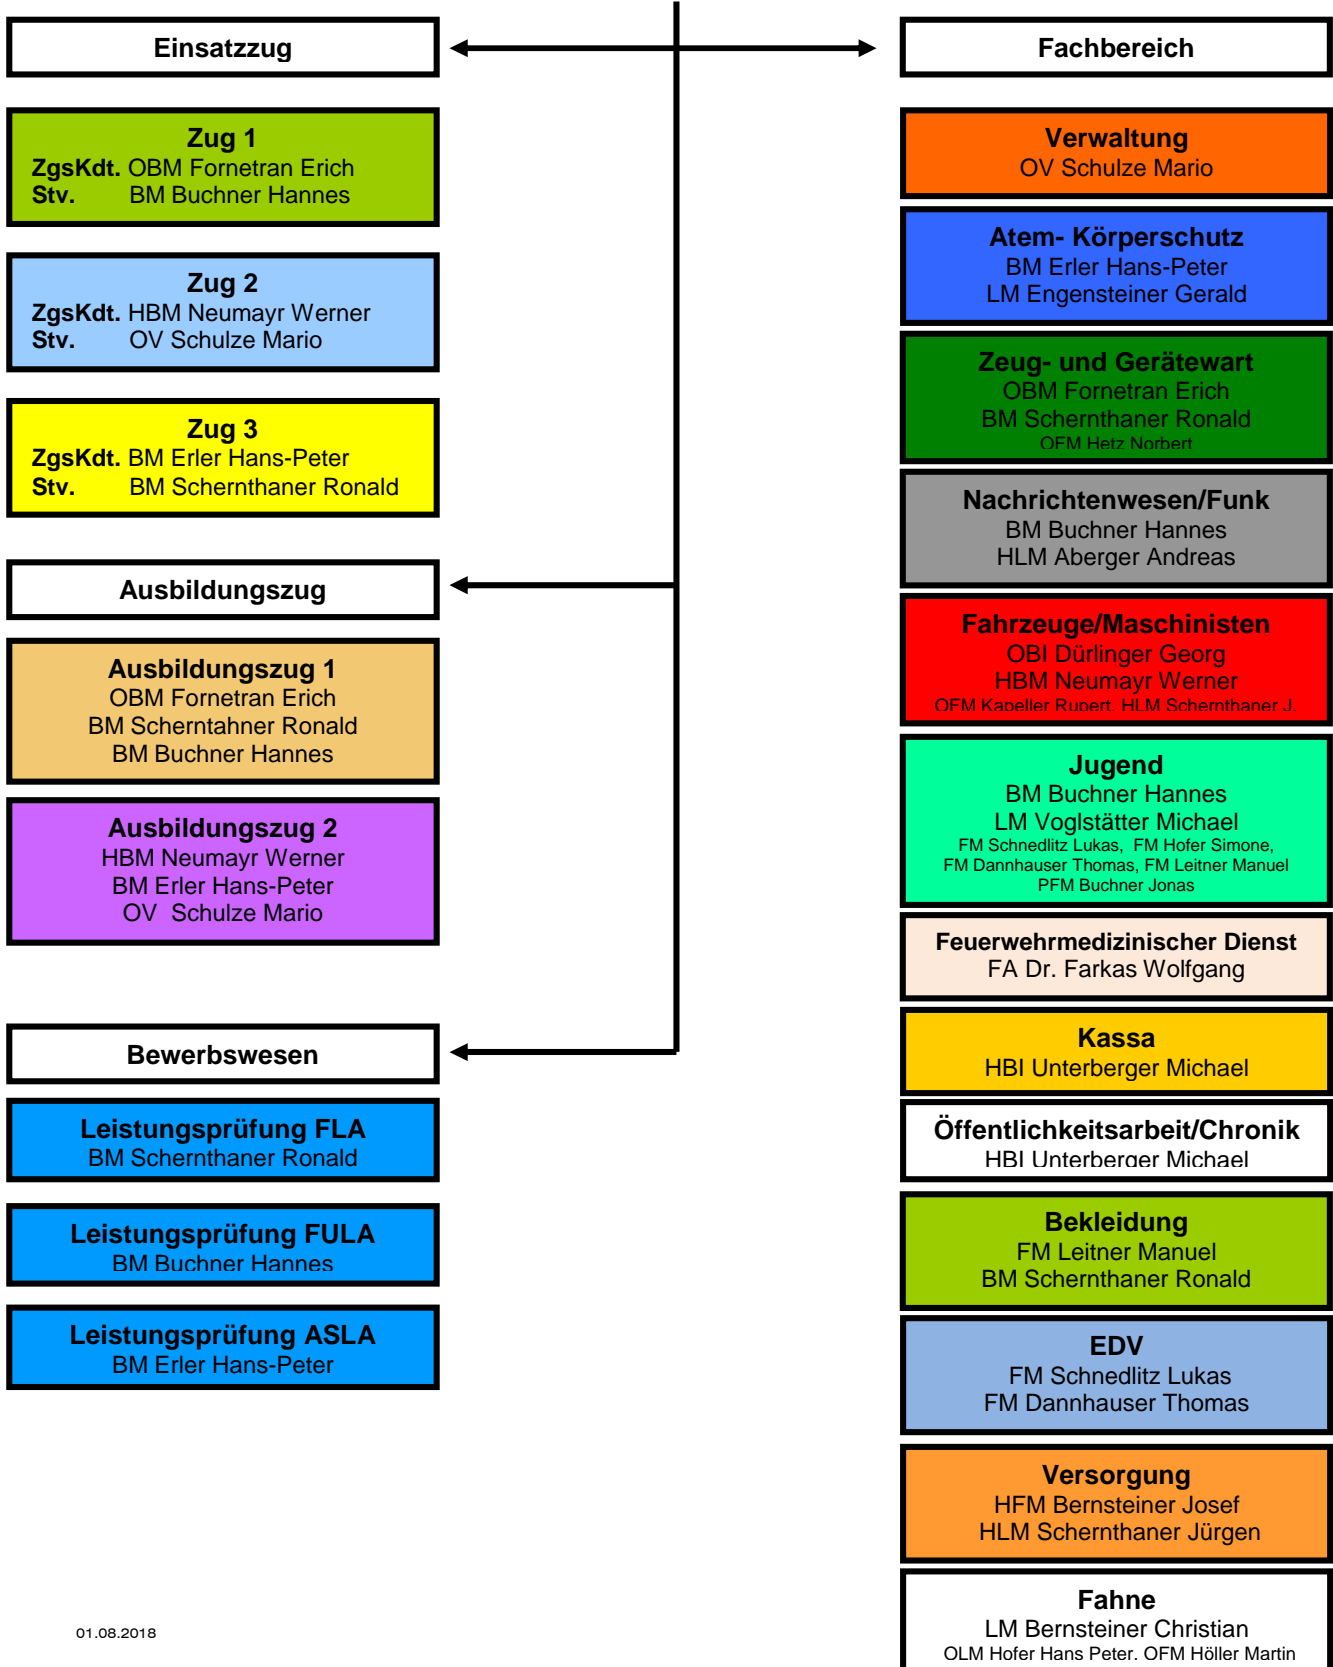 Einsatzzug
Zug 1
ZgsKdt. OBM Fornetran Erich
Stv. BM Buchner Hannes
Zug 2
ZgsKdt. HBM Neumayr Werner
Stv. OV Schulze Mario
Zug 3
ZgsKdt. BM Erler Hans-Peter
Stv. BM Schernthaner Ronald
Ausbildungszug
Ausbildungszug 1
OBM Fornetran Erich
BM Scherntahner Ronald
BM Buchner Hannes
Ausbildungszug 2
HBM Neumayr Werner
BM Erler Hans-Peter
OV Schulze Mario
Bewerbswesen
Leistungsprüfung FLA
BM Schernthaner Ronald
Leistungsprüfung FULA
BM Buchner Hannes
Leistungsprüfung ASLA
BM Erler Hans-Peter
01.08.2018
Fachbereich
Verwaltung
OV Schulze Mario
Atem- Körperschutz
BM Erler Hans-Peter
LM Engensteiner Gerald
Zeug- und Gerätewart
OBM Fornetran Erich
BM Schernthaner Ronald
OFM Hetz Norbert
Nachrichtenwesen/Funk
BM Buchner Hannes
HLM Aberger Andreas
Fahrzeuge/Maschinisten
OBI Dürlinger Georg
HBM Neumayr Werner
OFM Kapeller Rupert, HLM Schernthaner J.
Jugend
BM Buchner Hannes
LM Voglstätter Michael
FM Schnedlitz Lukas, FM Hofer Simone,
FM Dannhauser Thomas, FM Leitner Manuel
PFM Buchner Jonas
Feuerwehrmedizinischer Dienst
FA Dr. Farkas Wolfgang
Kassa
HBI Unterberger Michael
Öffentlichkeitsarbeit/Chronik
HBI Unterberger Michael
Bekleidung
FM Leitner Manuel
BM Schernthaner Ronald
EDV
FM Schnedlitz Lukas
FM Dannhauser Thomas
Versorgung
HFM Bernsteiner Josef
HLM Schernthaner Jürgen
Fahne
LM Bernsteiner Christian
OLM Hofer Hans Peter, OFM Höller Martin